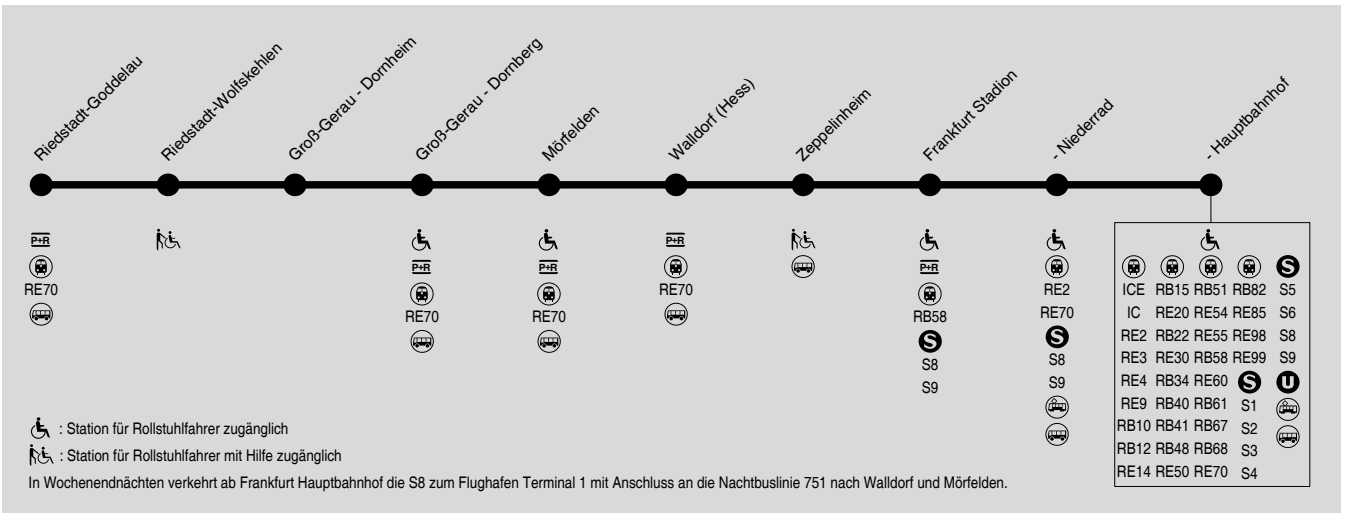 Riedstadt-Goddelau
Riedstadt-Wolfskehlen
Groß-Gerau - Dornheim
Groß-Gerau - Dornberg
Mörfelden
Walldorf (Hess)
Zeppelinheim
Frankfurt Stadion
- Niederrad
- Hauptbahnhof
P+R
RE70
P+R
RE70
P+R
RE70
P+R
RE70
P+R
RB58
S
S8
S9
RE2
RE70
S
S8
S9
S
ICE RB15 RB51 RB82 S5
IC RE20 RE54 RE85 S6
RE2 RB22 RE55 RE98 S8
RE3 RE30 RB58 RE99 S9
RE4 RB34 RE60 S U
RE9 RB40 RB61 S1
RB10 RB41 RB67 S2
RB12 RB48 RB68 S3
RE14 RE50 RE70 S4
: Station für Rollstuhlfahrer zugänglich
: Station für Rollstuhlfahrer mit Hilfe zugänglich
In Wochenendnächten verkehrt ab Frankfurt Hauptbahnhof die S8 zum Flughafen Terminal 1 mit Anschluss an die Nachtbuslinie 751 nach Walldorf und Mörfelden.